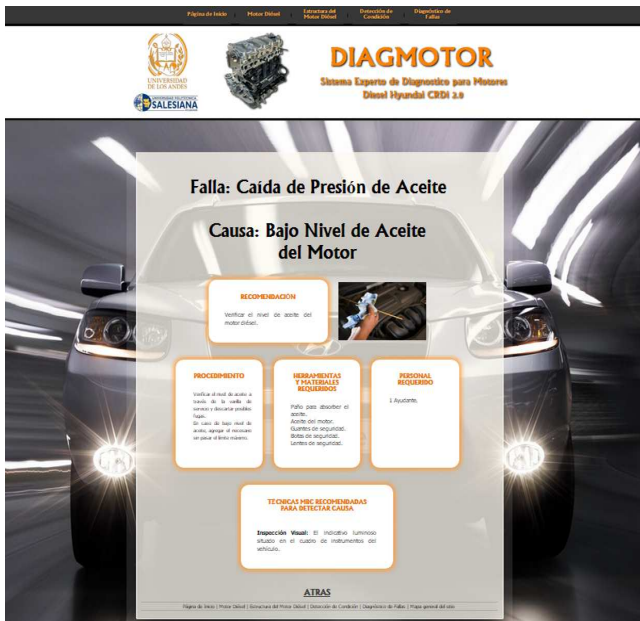 Página de Inicio
Motor Diésel
Estructura del
Motor Diésel
Detección de
Condición
Diagnóstico de
Fallas
UNIVERSIDAD
DE LOS ANDES
UNIVERSIDAD POLITÉCNICA
SALESIANA
DIAGMOTOR
Sistema Experto de Diagnostico para Motores
Diesel Hyundai CRDi 2.0
Falla: Caída de Presión de Aceite
Causa: Bajo Nivel de Aceite
del Motor
RECOMENDACIÓN
Verificar el nivel de aceite del
motor diésel.
PROCEDIMIENTO
Verificar el nivel de aceite a
través de la varilla de
servicio y descartar posibles
fugas.
En caso de bajo nivel de
aceite, agregar el necesario
sin pasar el límite máximo.
HERRAMIENTAS
Y MATERIALES
REQUERIDOS
Paño para absorber el
aceite.
Aceite del motor.
Guantes de seguridad.
Botas de seguridad.
Lentes de seguridad.
PERSONAL
REQUERIDO
1 Ayudante.
TÉCNICAS MBC RECOMENDADAS
PARA DETECTAR CAUSA
Inspección Visual: El indicativo luminoso
situado en el cuadro de instrumentos del
vehículo.
ATRAS
Página de Inicio | Motor Diésel | Estructura del Motor Diésel | Detección de Condición | Diagnóstico de Fallas | Mapa general del sitio